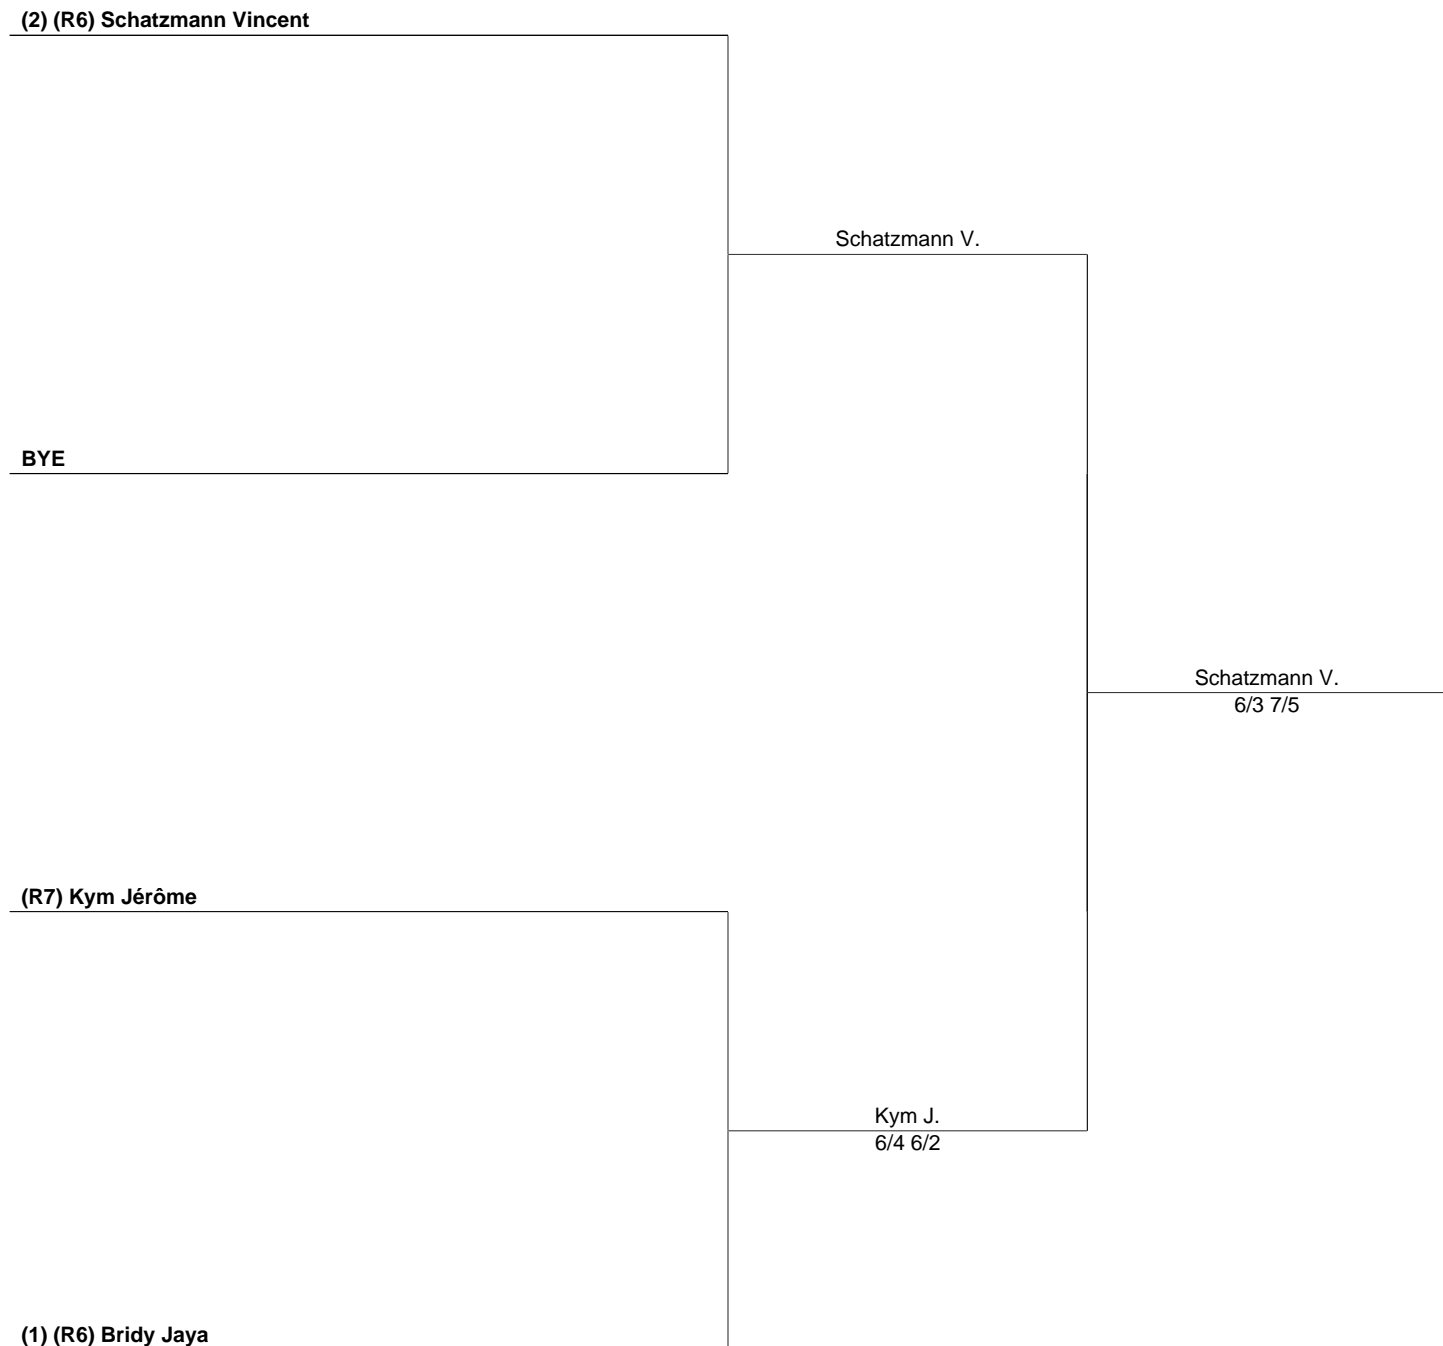 (2) (R6) Schatzmann Vincent
Schatzmann V.
BYE
Schatzmann V.
6/3 7/5
(R7) Kym Jérôme
Kym J.
6/4 6/2
(1) (R6) Bridy Jaya